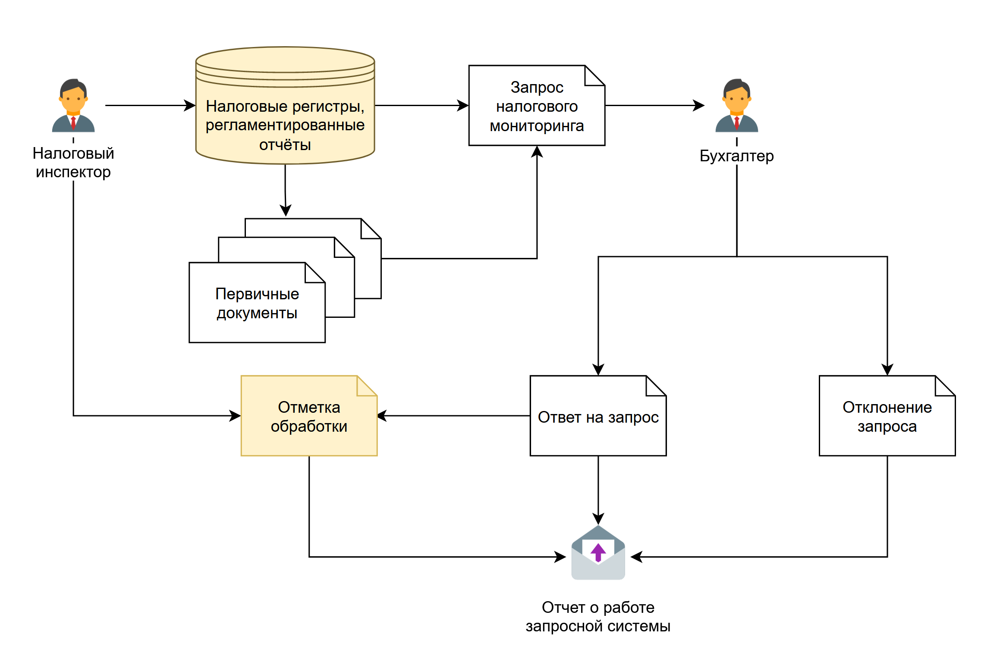 Налоговый
инспектор
Налоговые регистры,
регламентированные
отчёты
Запрос
налогового
мониторинга
Бухгалтер
Первичные
документы
Отметка
обработки
Ответ на запрос
Отклонение
запроса
Отчет о работе
запросной системы